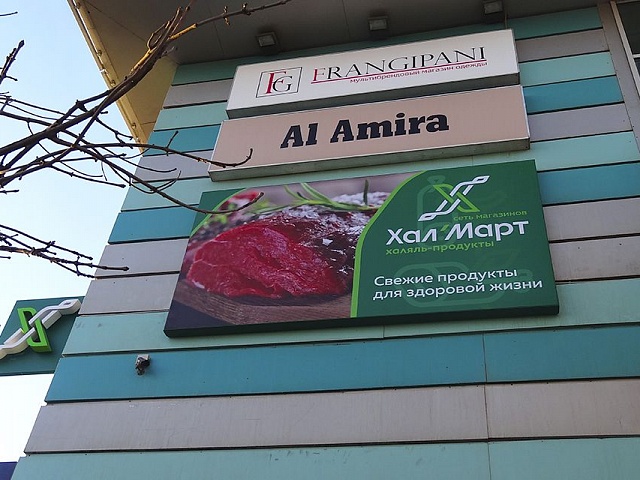 FG FRANGIPANI
мультибрендовый магазин одежды
Al Amira
сеть магазинов
Хал'Март
халяль-продукты
Свежие продукты
для здоровой жизни